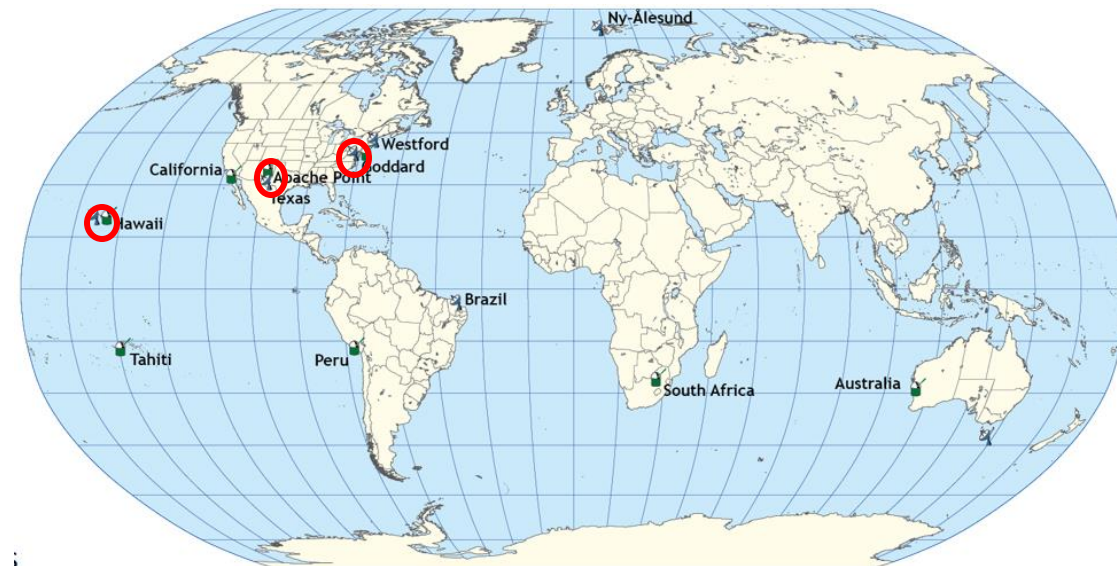 Ny-Ålesund
Westford
Goddard
California
Apache Point
Texas
Hawaii
Brazil
Tahiti
Peru
South Africa
Australia